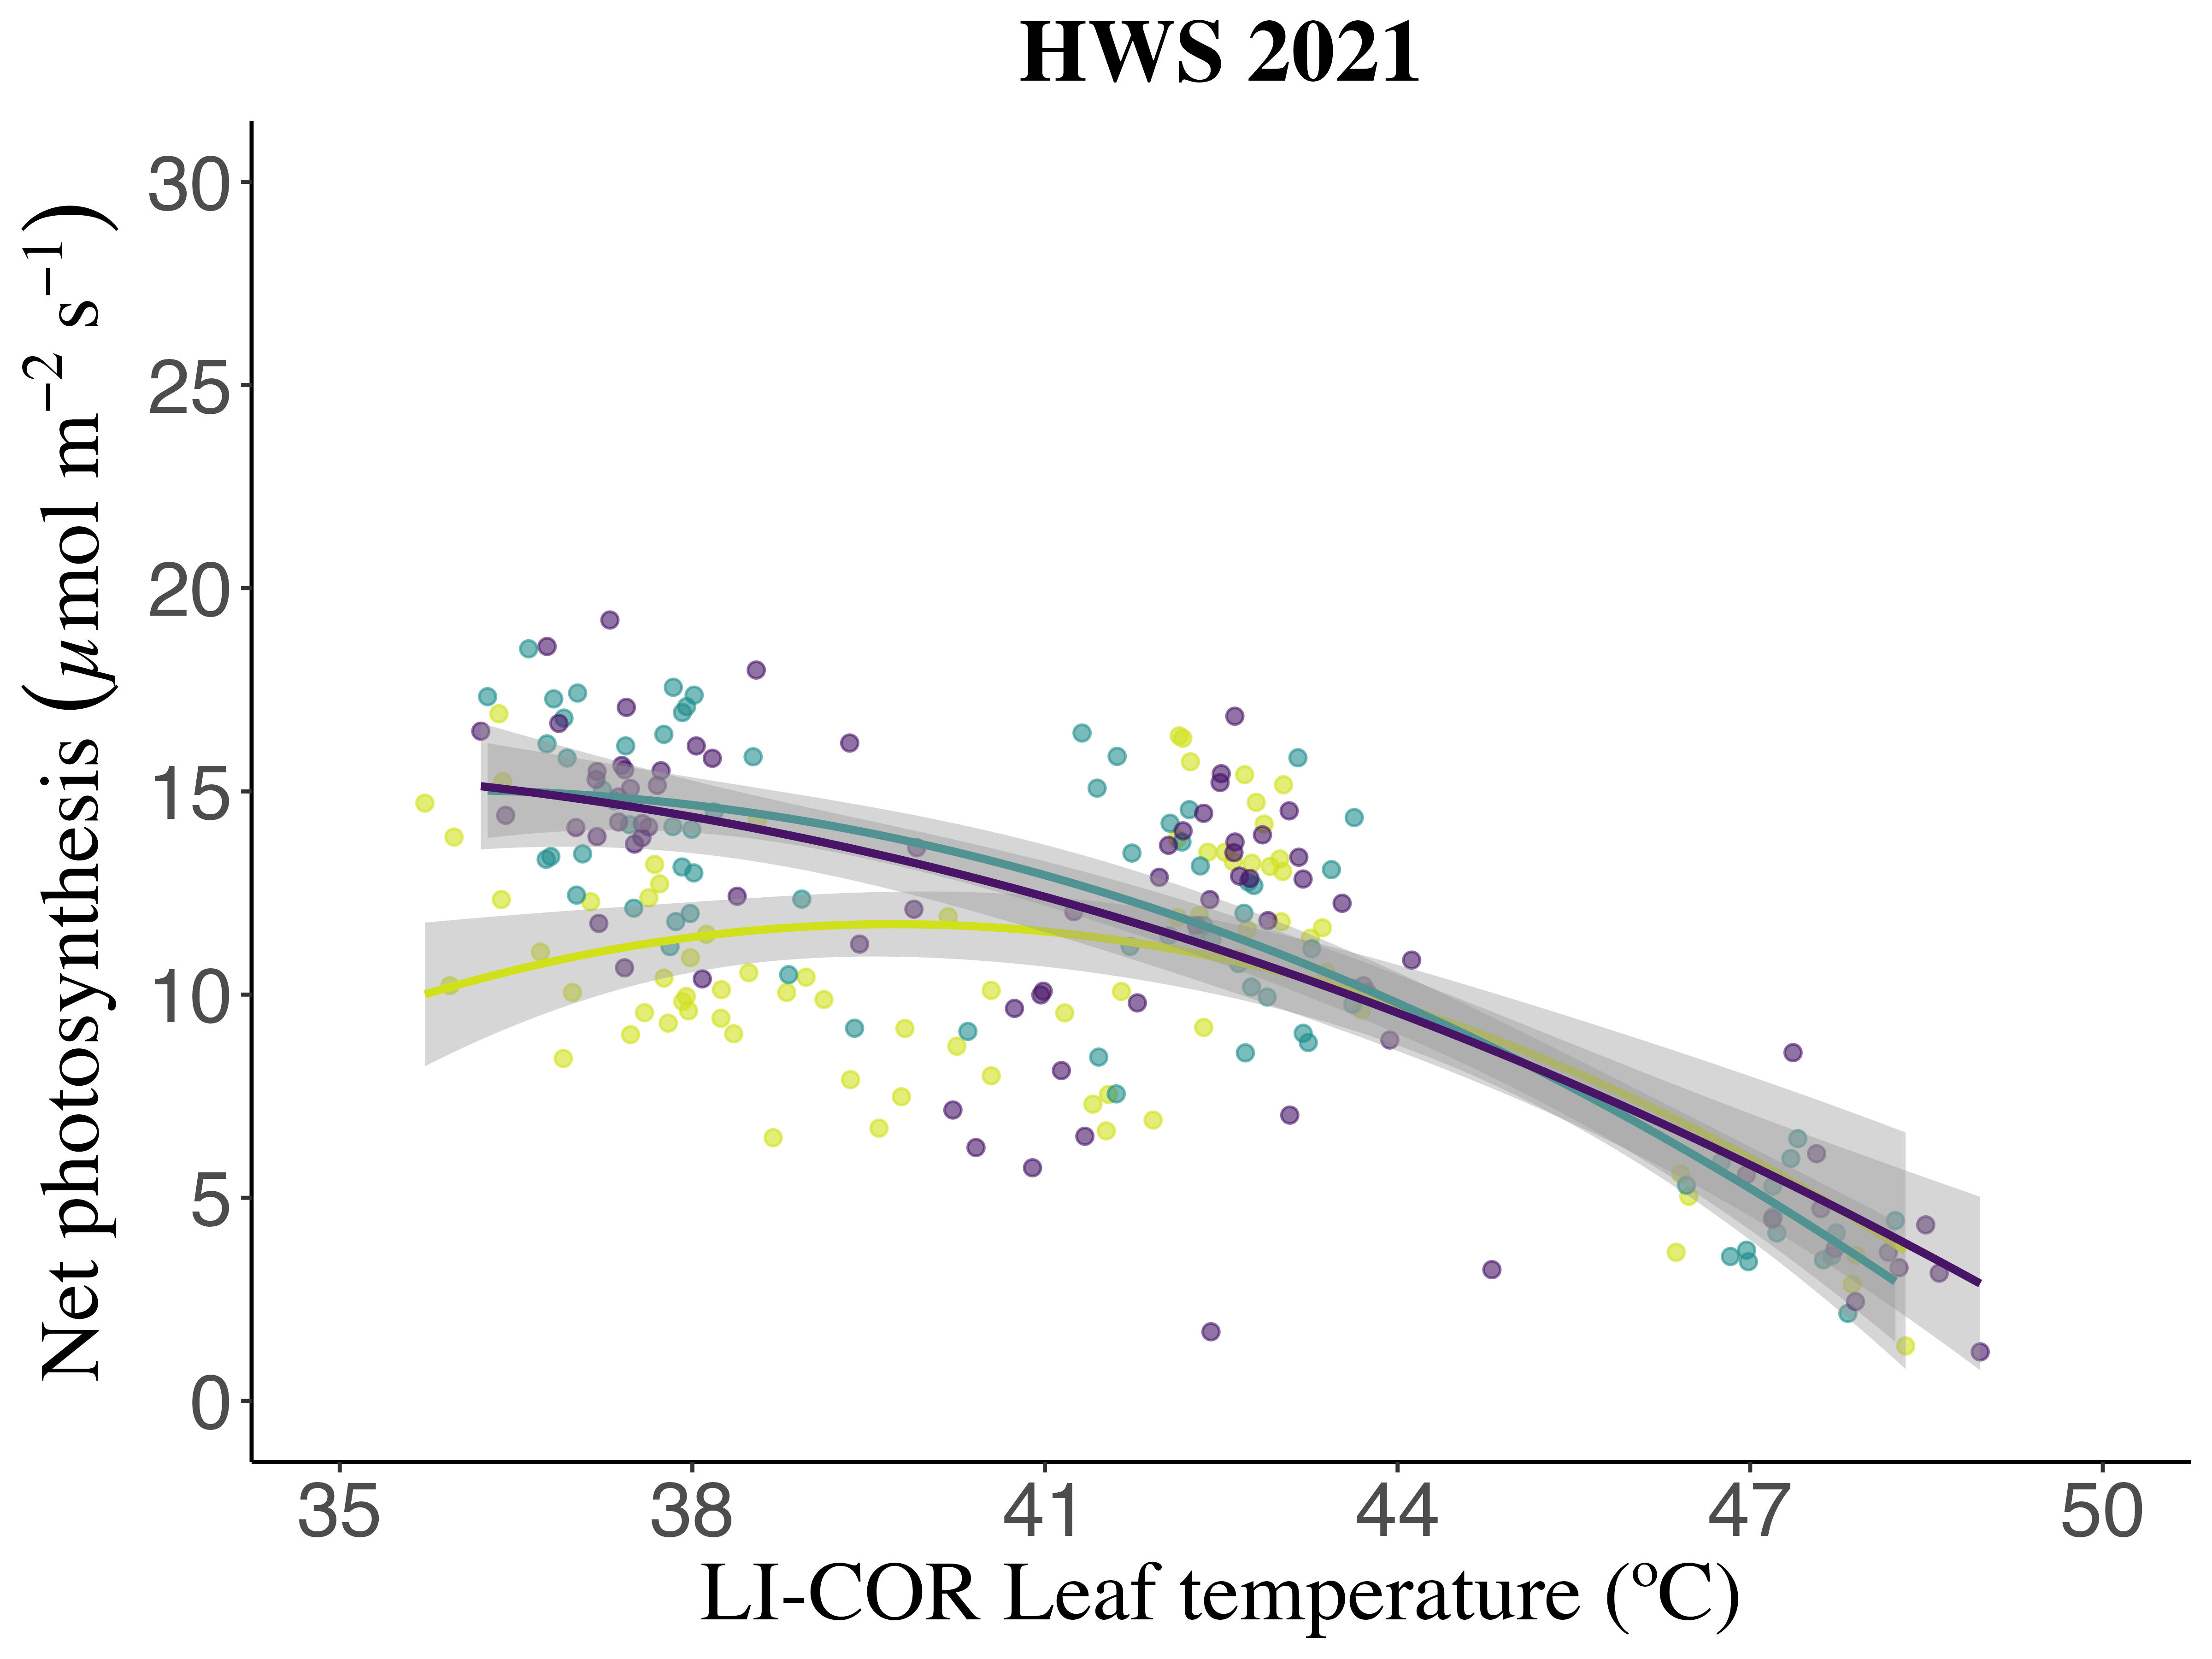 HWS 2021
Net photosynthesis (μmol m⁻² s⁻¹)
30
25
20
15
10
5
0
35 38 41 44 47 50
LI-COR Leaf temperature (ºC)